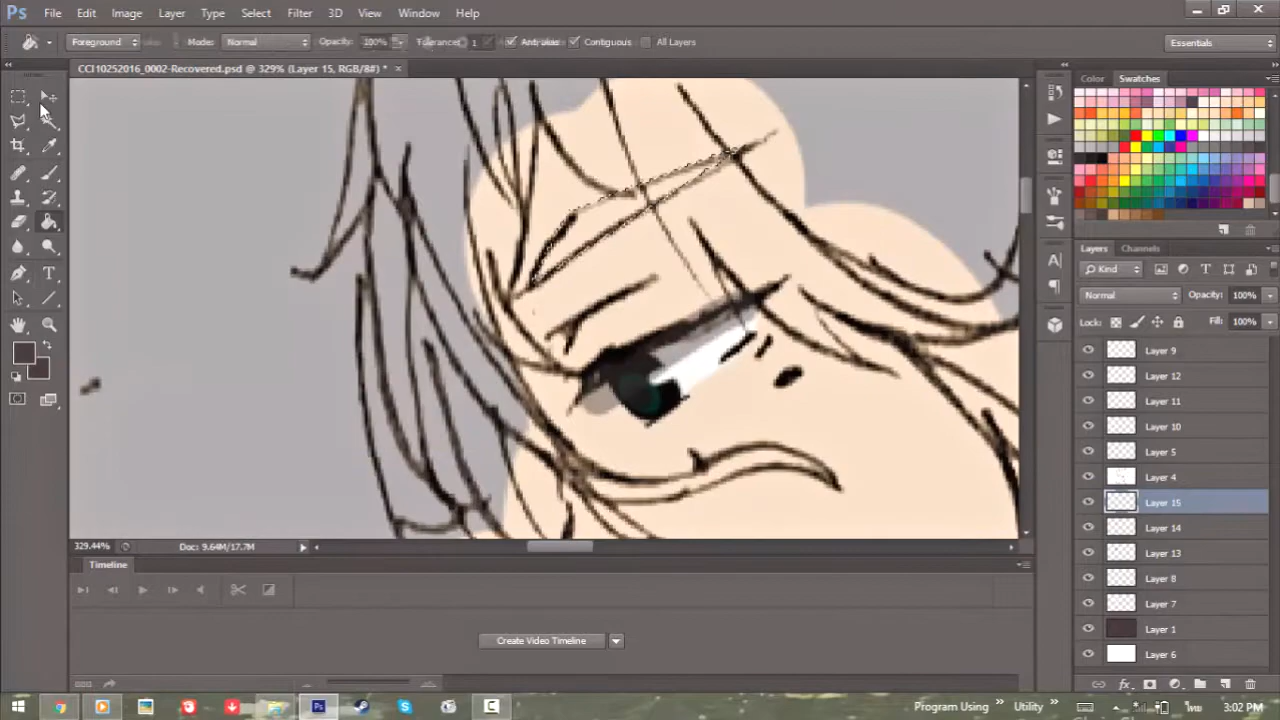 Ps File Edit Image Layer Type Select Filter 3D View Window Help
Foreground Mode: Normal Opacity: 100% Tolerance: 1 Anti-alias Contiguous All Layers Essentials
CCI10252016_0002-Recovered.psd @ 329% (Layer 15, RGB/8#) * ×
Color Swatches
Layers Channels
Kind
Normal Opacity: 100%
Lock: Fill: 100%
Layer 9
Layer 12
Layer 11
Layer 10
Layer 5
Layer 4
Layer 15
Layer 14
Layer 13
Layer 8
Layer 7
Layer 1
Layer 6
329.44% Doc: 9.64M/17.7M
Timeline
Create Video Timeline
Program Using » Utility » 3:02 PM